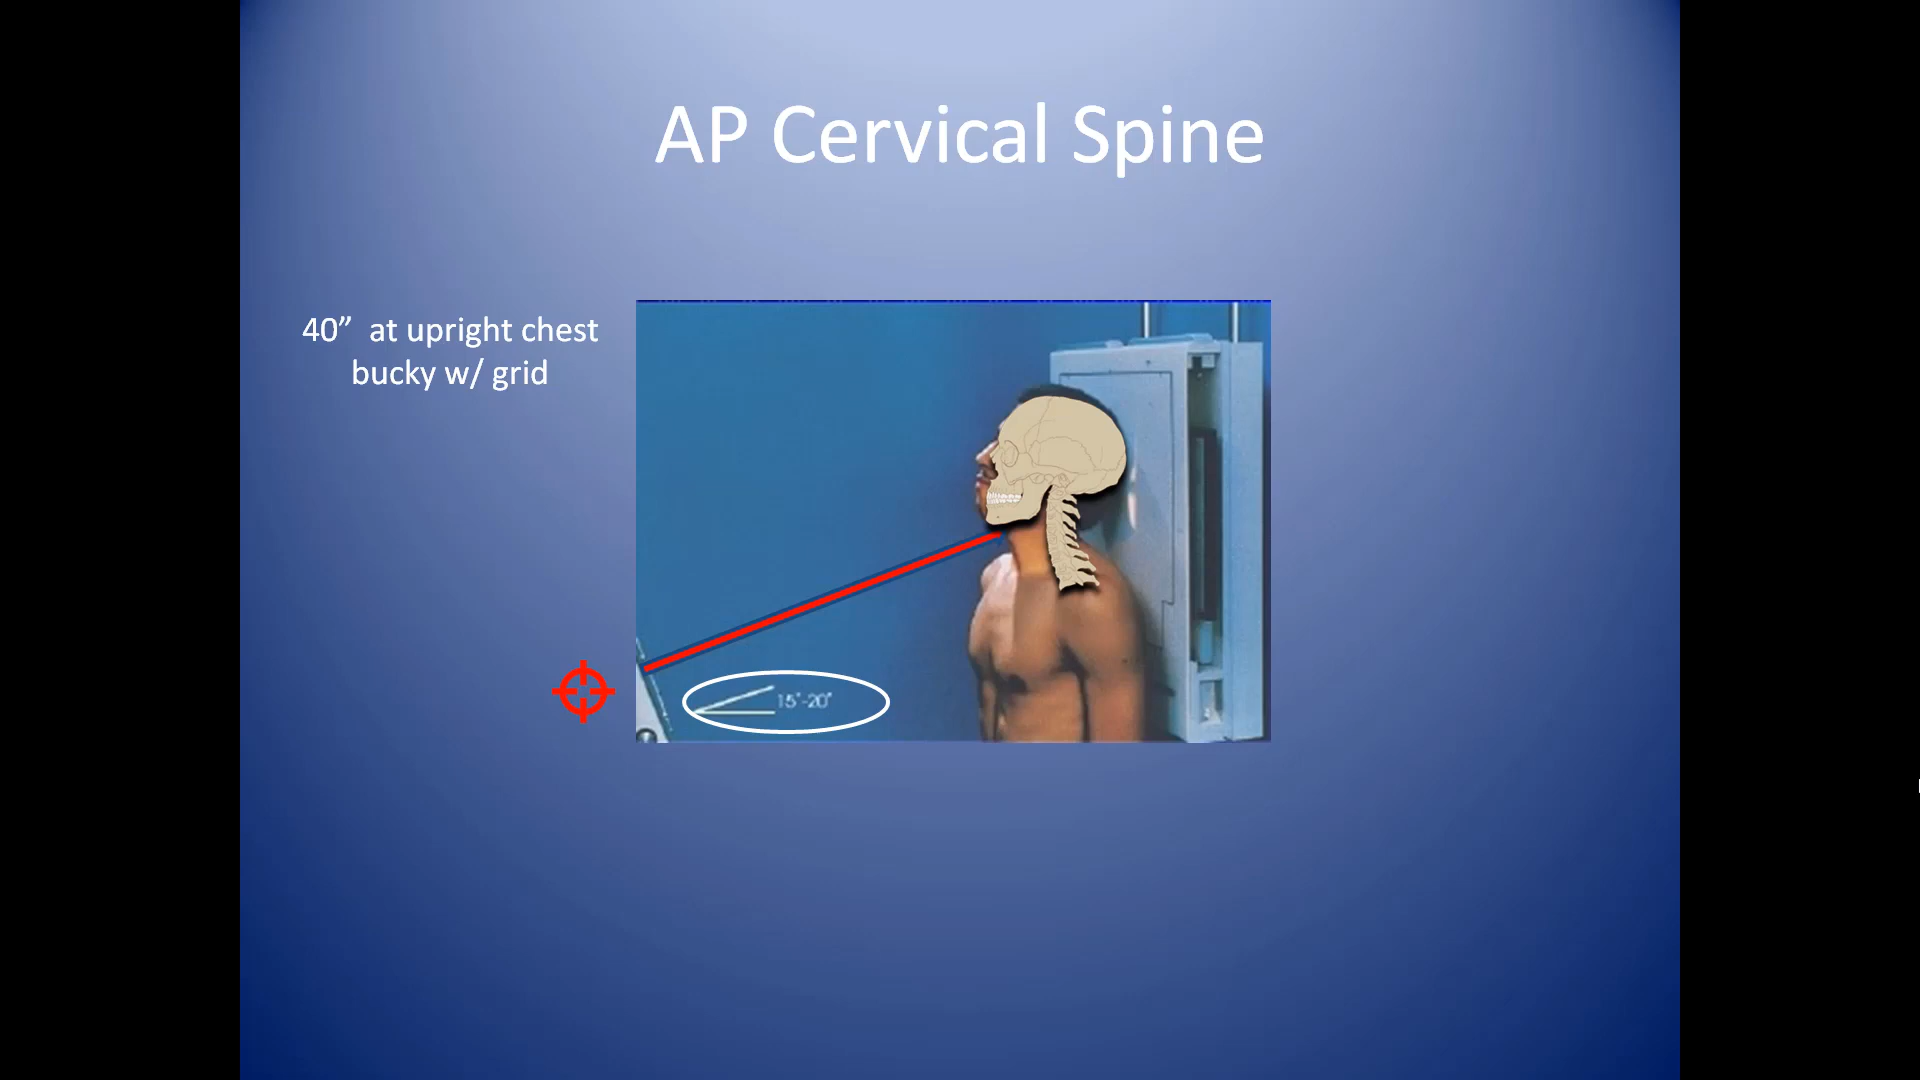 AP Cervical Spine
40” at upright chest
bucky w/ grid
15°-20°